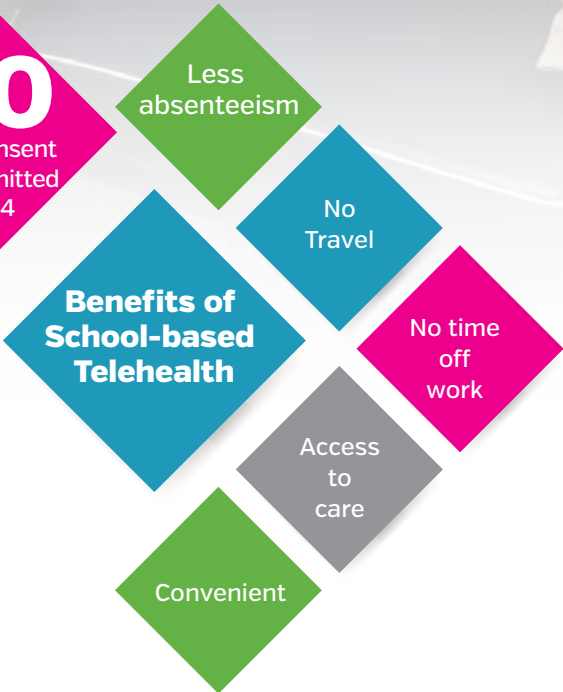 Less
absenteeism
No
Travel
Benefits of
School-based
Telehealth
No time
off
work
Access
to
care
Convenient